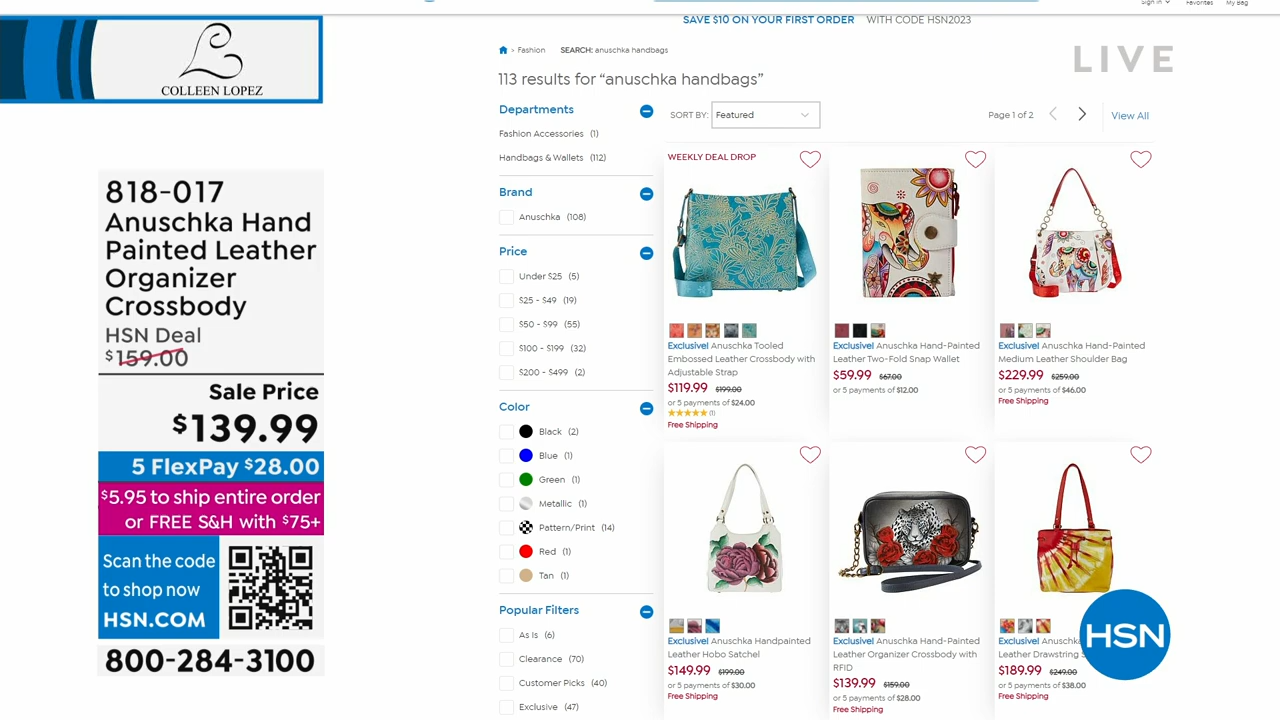 Sign in
Favorites
My Bag
SAVE $10 ON YOUR FIRST ORDER WITH CODE HSN2023
COLLEEN LOPEZ
> Fashion SEARCH: anuschka handbags
LIVE
113 results for “anuschka handbags”
Departments
Fashion Accessories (1)
Handbags & Wallets (112)
Brand
Anuschka (108)
Price
Under $25 (5)
$25 - $49 (19)
$50 - $99 (55)
$100 - $199 (32)
$200 - $499 (2)
Color
Black (2)
Blue (1)
Green (1)
Metallic (1)
Pattern/Print (14)
Red (1)
Tan (1)
Popular Filters
As Is (6)
Clearance (70)
Customer Picks (40)
Exclusive (47)
SORT BY: Featured
Page 1 of 2
View All
WEEKLY DEAL DROP
Exclusive! Anuschka Tooled
Embossed Leather Crossbody with
Adjustable Strap
$119.99 $199.00
or 5 payments of $24.00
(1)
Free Shipping
Exclusive! Anuschka Hand-Painted
Leather Two-Fold Snap Wallet
$59.99 $67.00
or 5 payments of $12.00
Exclusive! Anuschka Hand-Painted
Medium Leather Shoulder Bag
$229.99 $259.00
or 5 payments of $46.00
Free Shipping
Exclusive! Anuschka Handpainted
Leather Hobo Satchel
$149.99 $199.00
or 5 payments of $30.00
Free Shipping
Exclusive! Anuschka Hand-Painted
Leather Organizer Crossbody with
RFID
$139.99 $159.00
or 5 payments of $28.00
Free Shipping
Exclusive! Anuschka
Leather Drawstring
$189.99 $249.00
or 5 payments of $38.00
Free Shipping
HSN
818-017
Anuschka Hand
Painted Leather
Organizer
Crossbody
HSN Deal
$159.00
Sale Price
$139.99
5 FlexPay $28.00
$5.95 to ship entire order
or FREE S&H with $75+
Scan the code
to shop now
HSN.COM
800-284-3100